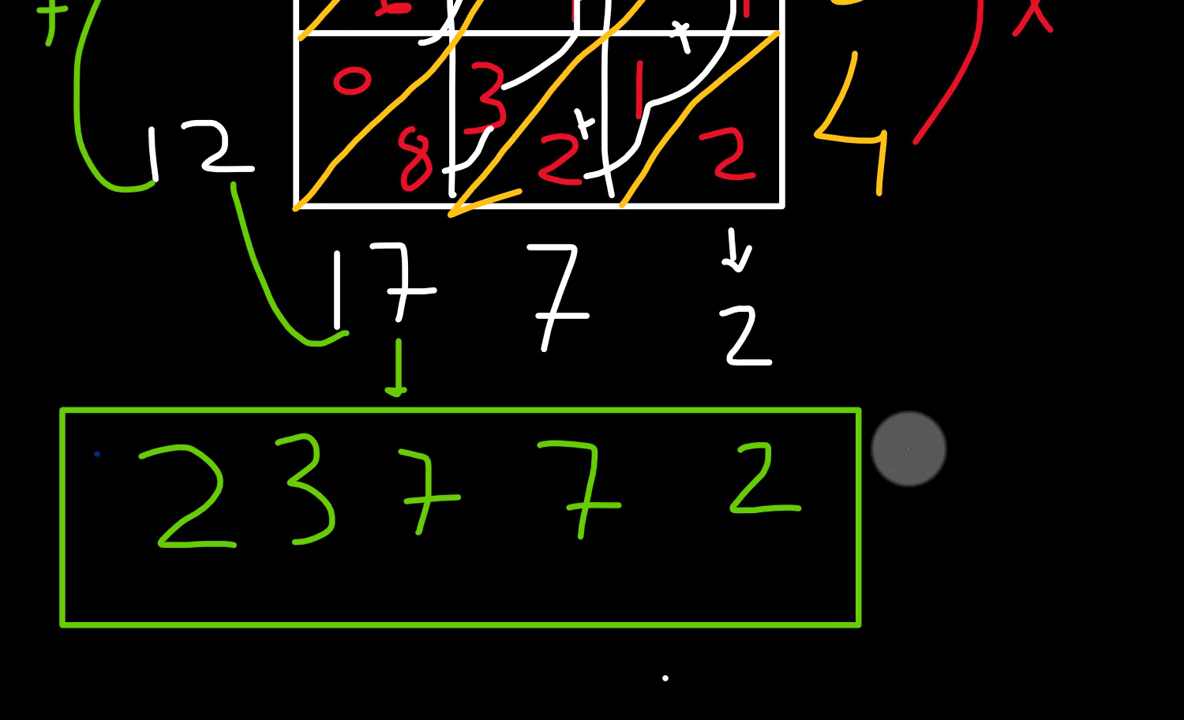 + x
0 3 1 4
12 8 2 + 2
17 7 2
2 3 7 7 2